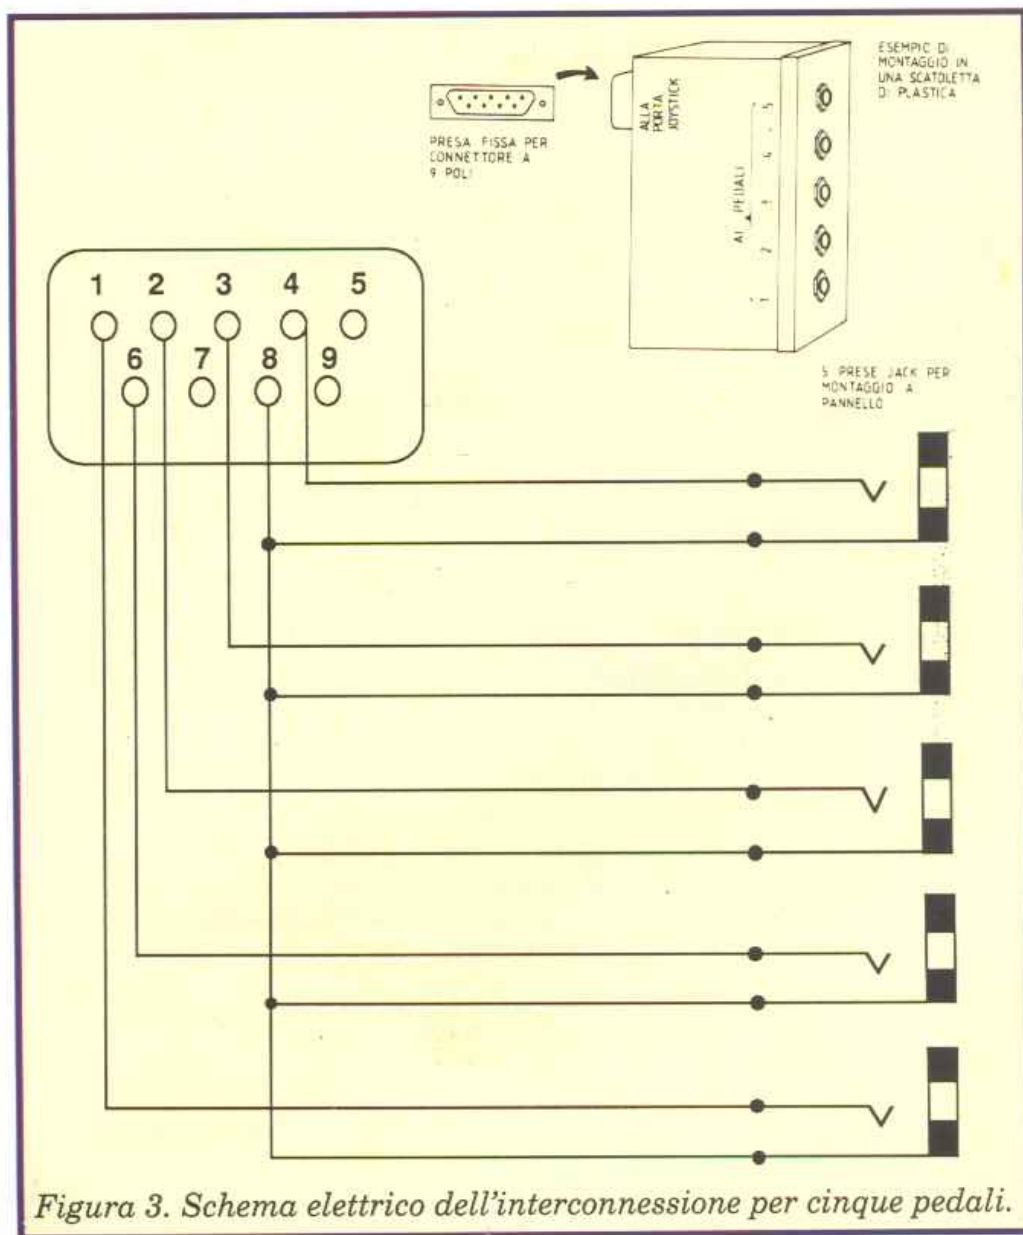 ESEMPIO DI
MONTAGGIO IN
UNA SCATOLETTA
DI PLASTICA
PRESA FISSA PER
CONNETTORE A
9 POLI
ALLA
PORTA
JOYSTICK
AI PEDALI
1 2 3 4 5
5 PRESE JACK PER
MONTAGGIO A
PANNELLO
1 2 3 4 5
6 7 8 9
Figura 3. Schema elettrico dell'interconnessione per cinque pedali.